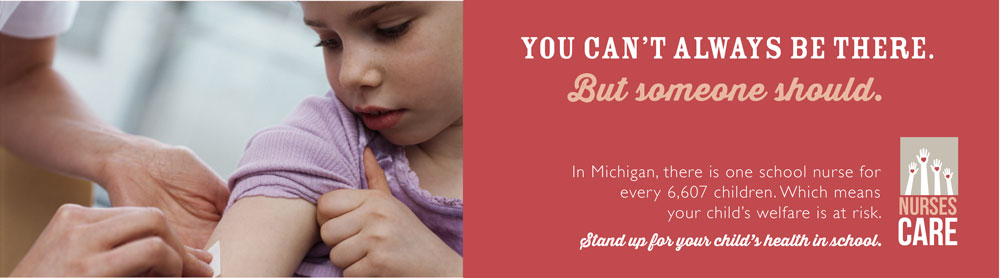 YOU CAN'T ALWAYS BE THERE.
But someone should.
In Michigan, there is one school nurse for
every 6,607 children. Which means
your child's welfare is at risk.
Stand up for your child's health in school.
NURSES
CARE